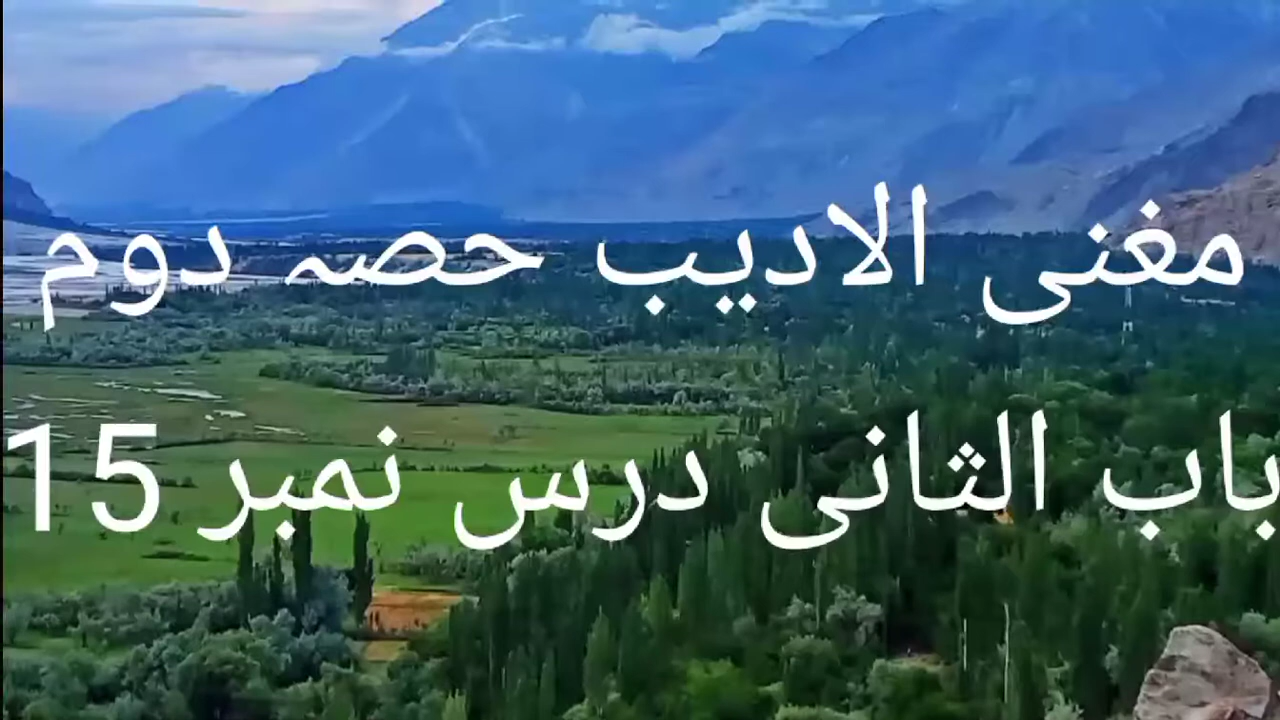 مغنی الادیب حصہ دوم
باب الثانی درس نمبر 15